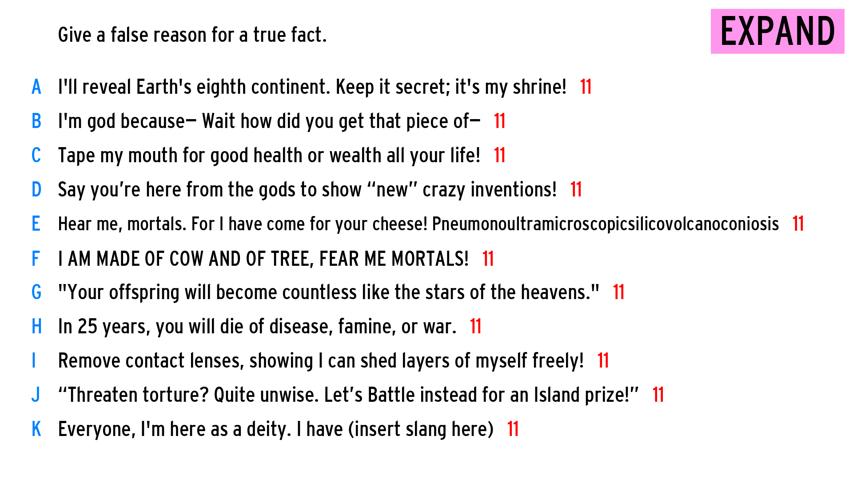 Give a false reason for a true fact.
EXPAND
A I'll reveal Earth's eighth continent. Keep it secret; it's my shrine! 11
B I'm god because– Wait how did you get that piece of– 11
C Tape my mouth for good health or wealth all your life! 11
D Say you’re here from the gods to show “new” crazy inventions! 11
E Hear me, mortals. For I have come for your cheese! Pneumonoultramicroscopicsilicovolcanoconiosis 11
F I AM MADE OF COW AND OF TREE, FEAR ME MORTALS! 11
G "Your offspring will become countless like the stars of the heavens." 11
H In 25 years, you will die of disease, famine, or war. 11
I Remove contact lenses, showing I can shed layers of myself freely! 11
J “Threaten torture? Quite unwise. Let’s Battle instead for an Island prize!” 11
K Everyone, I'm here as a deity. I have (insert slang here) 11